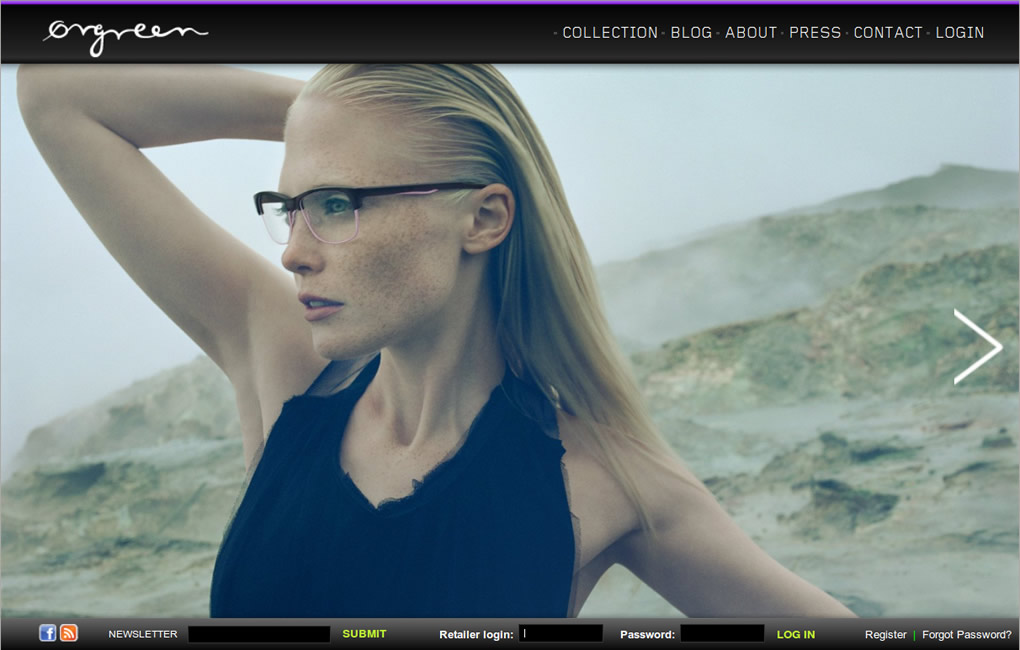 orgreen
COLLECTION BLOG ABOUT PRESS CONTACT LOGIN
NEWSLETTER SUBMIT Retailer login: Password: LOG IN Register | Forgot Password?